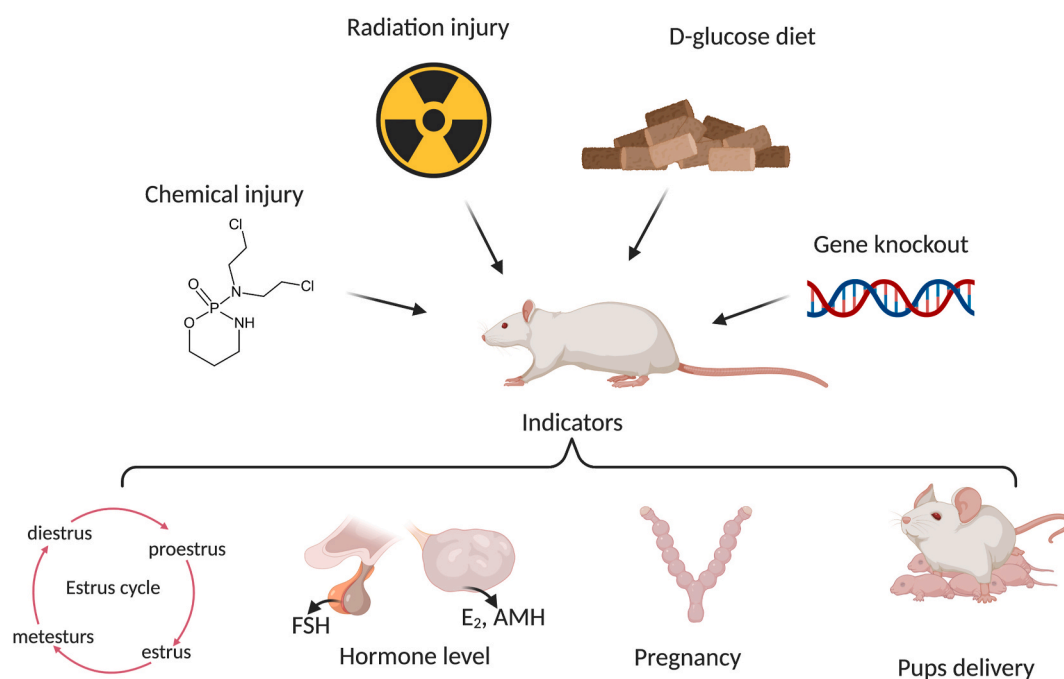 Radiation injury
D-glucose diet
Chemical injury
Cl
Cl
O
N
P
O
NH
Gene knockout
Indicators
diestrus
proestrus
Estrus cycle
metesturs
estrus
FSH
E₂, AMH
Hormone level
Pregnancy
Pups delivery